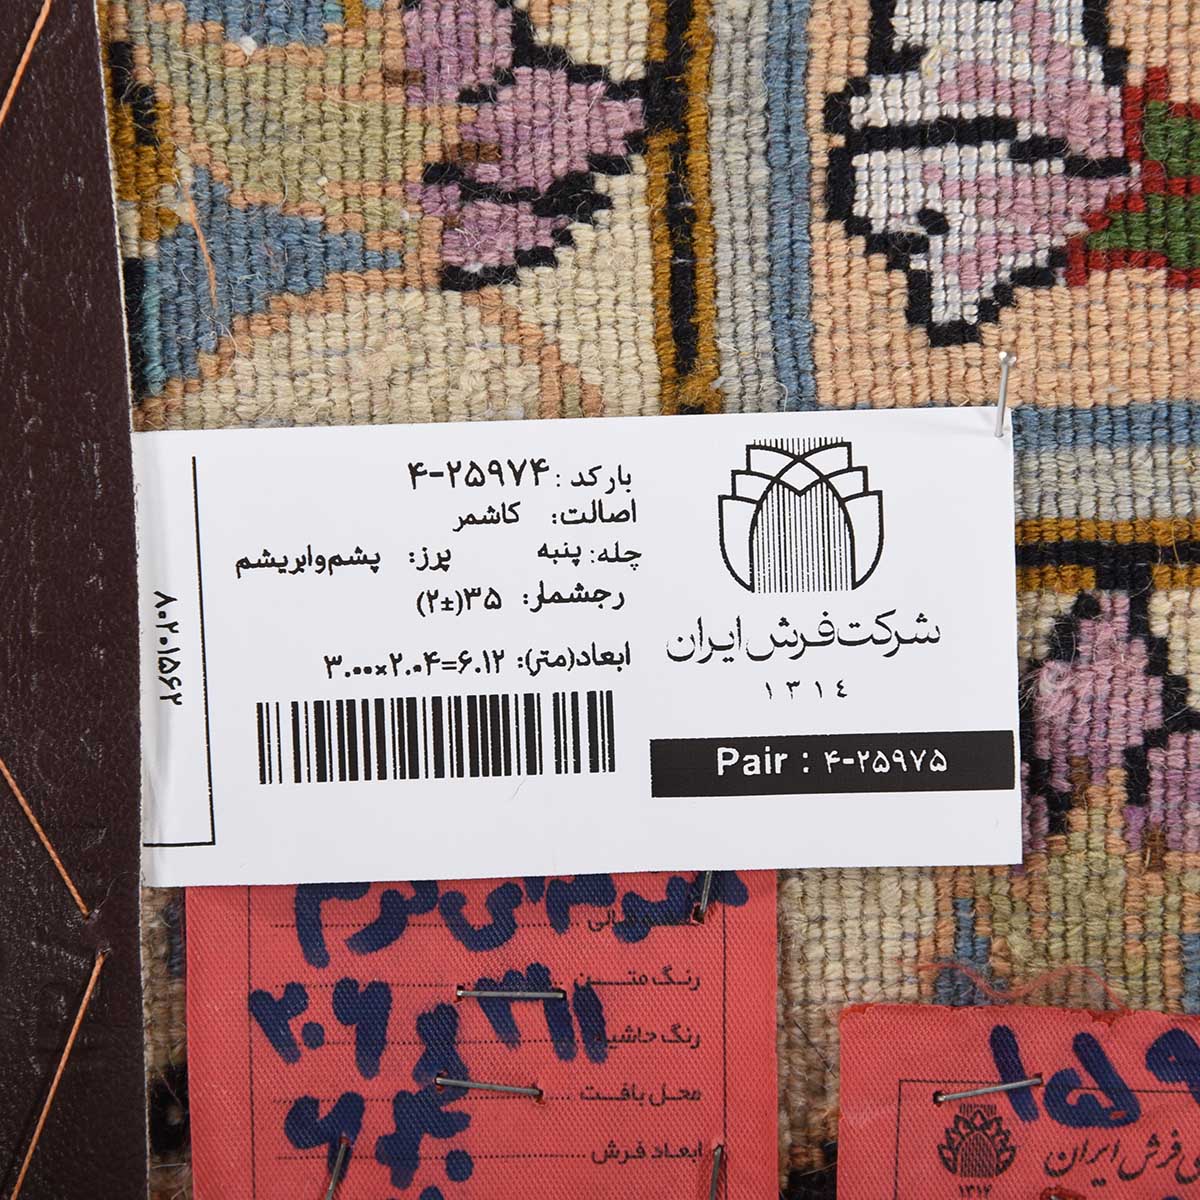 بارکد: ۴-۲۵۹۷۴
اصالت: کاشمر
چله: پنبه پرز: پشم و ابریشم
رجشمار: ۳۵(±۲)
ابعاد(متر): ۳.۰۰×۲.۰۴=۶.۱۲
۸۰۲۰۱۵۶۲
شرکت فرش ایران
۱۳۱٤
Pair : ۴-۲۵۹۷۵
رنگ متن
رنگ حاشیه
محل بافت
ابعاد فرش
فرش ایران
۱۳۱۴